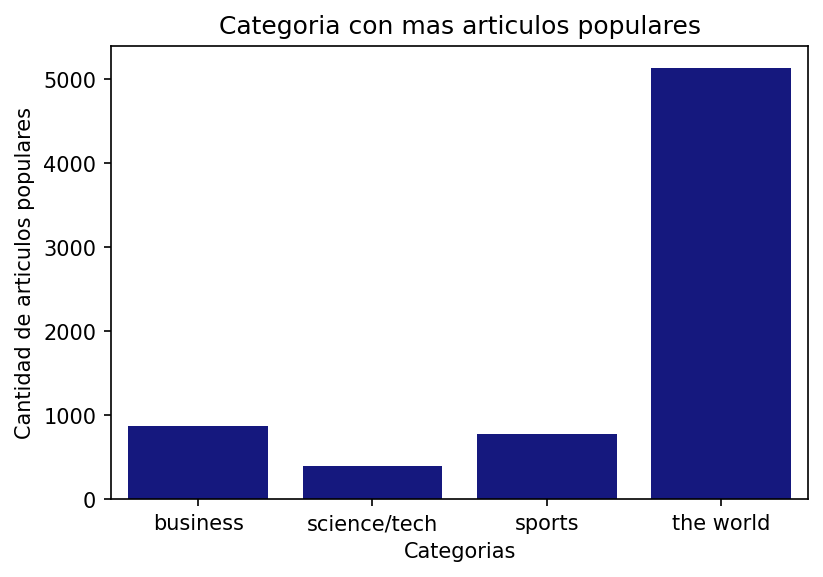 Categoria con mas articulos populares
Cantidad de articulos populares
5000
4000
3000
2000
1000
0
business
science/tech
sports
the world
Categorias